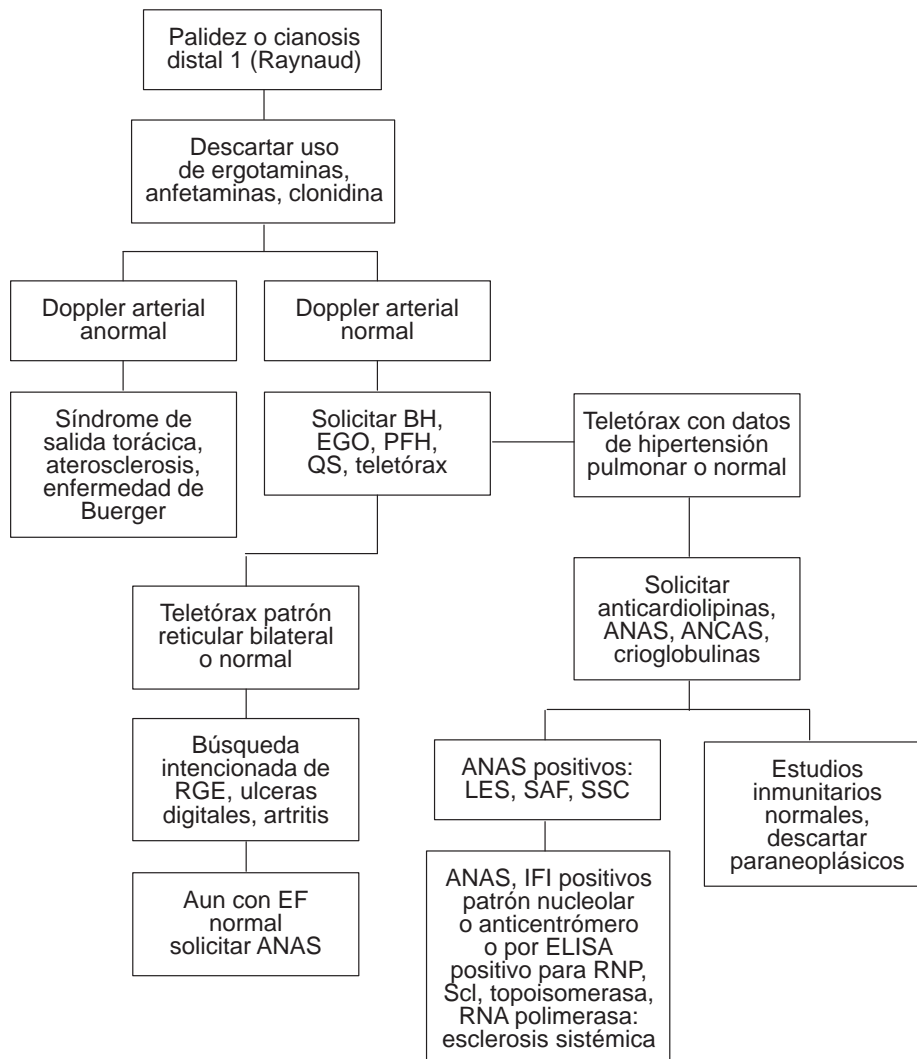 Palidez o cianosis
distal 1 (Raynaud)
Descartar uso
de ergotaminas,
anfetaminas, clonidina
Doppler arterial
anormal
Doppler arterial
normal
Síndrome de
salida torácica,
aterosclerosis,
enfermedad de
Buerger
Solicitar BH,
EGO, PFH,
QS, teletórax
Teletórax con datos
de hipertensión
pulmonar o normal
Teletórax patrón
reticular bilateral
o normal
Solicitar
anticardiolipinas,
ANAS, ANCAS,
crioglobulinas
Búsqueda
intencionada de
RGE, ulceras
digitales, artritis
ANAS positivos:
LES, SAF, SSC
Estudios
inmunitarios
normales,
descartar
paraneoplásicos
Aun con EF
normal
solicitar ANAS
ANAS, IFI positivos
patrón nucleolar
o anticentrómero
o por ELISA
positivo para RNP,
Scl, topoisomerasa,
RNA polimerasa:
esclerosis sistémica